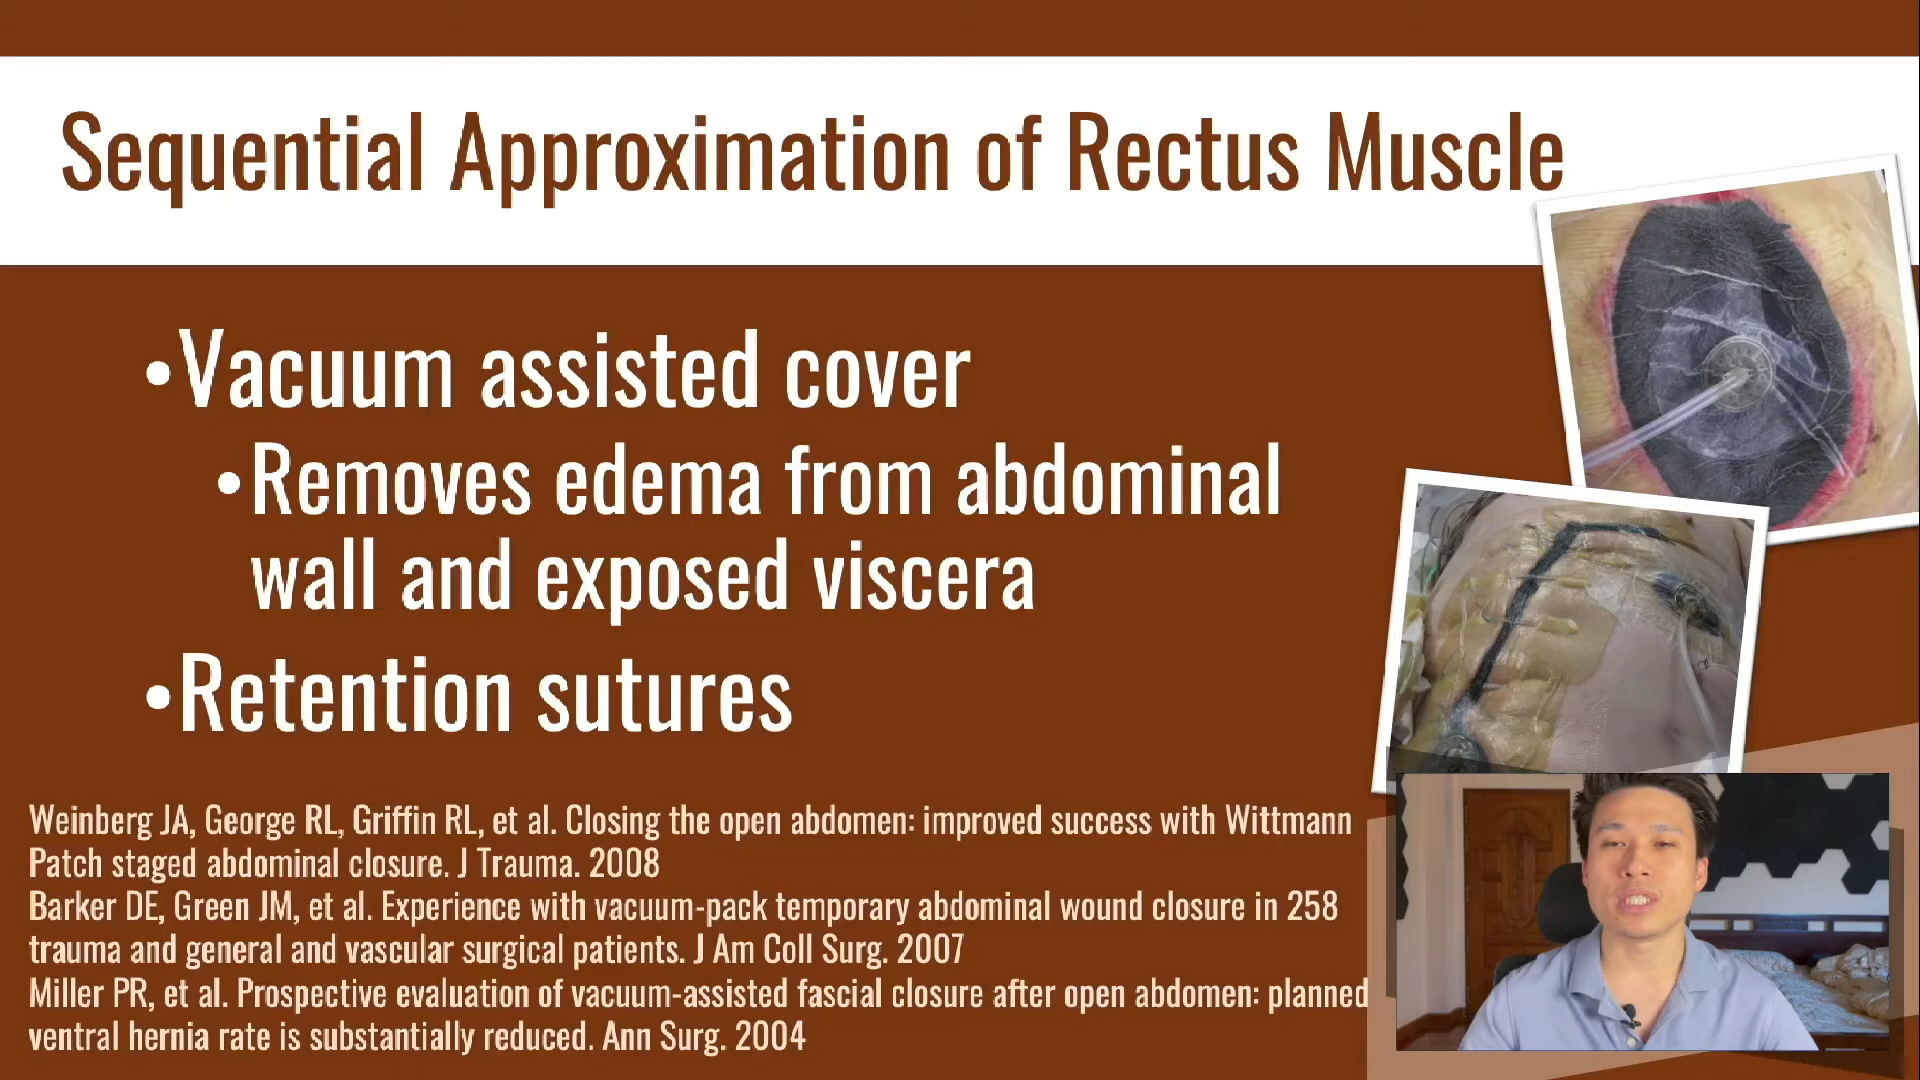 Sequential Approximation of Rectus Muscle
•Vacuum assisted cover
•Removes edema from abdominal
wall and exposed viscera
•Retention sutures
Weinberg JA, George RL, Griffin RL, et al. Closing the open abdomen: improved success with Wittmann
Patch staged abdominal closure. J Trauma. 2008
Barker DE, Green JM, et al. Experience with vacuum-pack temporary abdominal wound closure in 258
trauma and general and vascular surgical patients. J Am Coll Surg. 2007
Miller PR, et al. Prospective evaluation of vacuum-assisted fascial closure after open abdomen: planned
ventral hernia rate is substantially reduced. Ann Surg. 2004